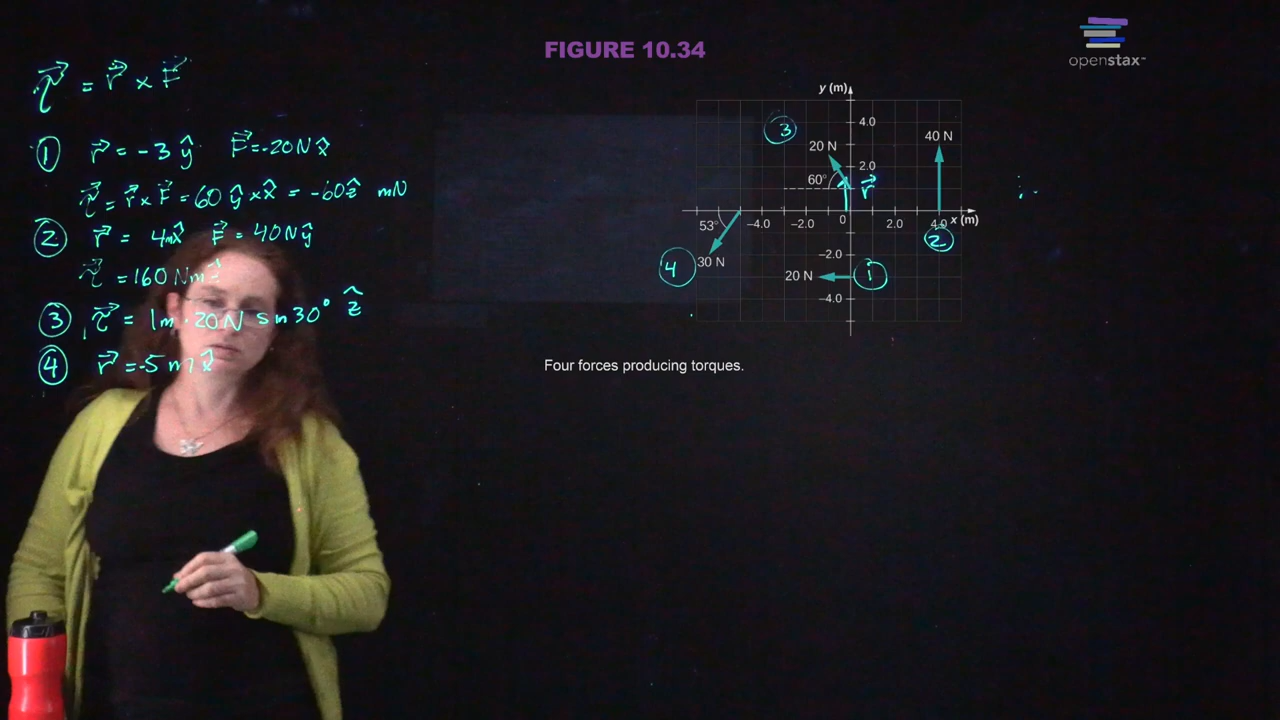 FIGURE 10.34
openstax™
τ⃗ = r⃗ × F⃗
① r⃗ = -3 ŷ F⃗ = -20 N x̂
τ⃗ = r⃗ × F⃗ = 60 ŷ × x̂ = -60 ẑ mN
② r⃗ = 4m x̂ F⃗ = 40 N ŷ
τ⃗ = 160 Nm
③ τ⃗ = 1m · 20N sin 30° ẑ
④ r⃗ = -5 m x̂
y (m)
③
4.0
20 N
40 N
2.0
60°
r⃗
53°
-4.0
-2.0
0
2.0
4.0
x (m)
②
-2.0
④
30 N
20 N
①
-4.0
Four forces producing torques.